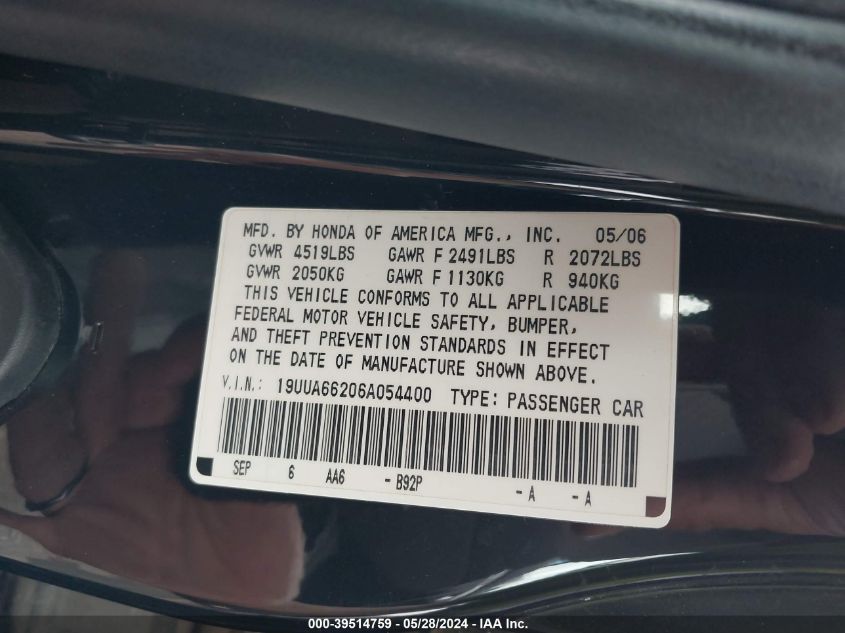 MFD. BY HONDA OF AMERICA MFG., INC. 05/06
GVWR 4519LBS GAWR F 2491LBS R 2072LBS
GVWR 2050KG GAWR F 1130KG R 940KG
THIS VEHICLE CONFORMS TO ALL APPLICABLE
FEDERAL MOTOR VEHICLE SAFETY, BUMPER,
AND THEFT PREVENTION STANDARDS IN EFFECT
ON THE DATE OF MANUFACTURE SHOWN ABOVE.
V.I.N.: 19UUA66206A054400 TYPE: PASSENGER CAR
SEP 6 AA6 - B92P - A - A
000-39514759 - 05/28/2024 - IAA Inc.